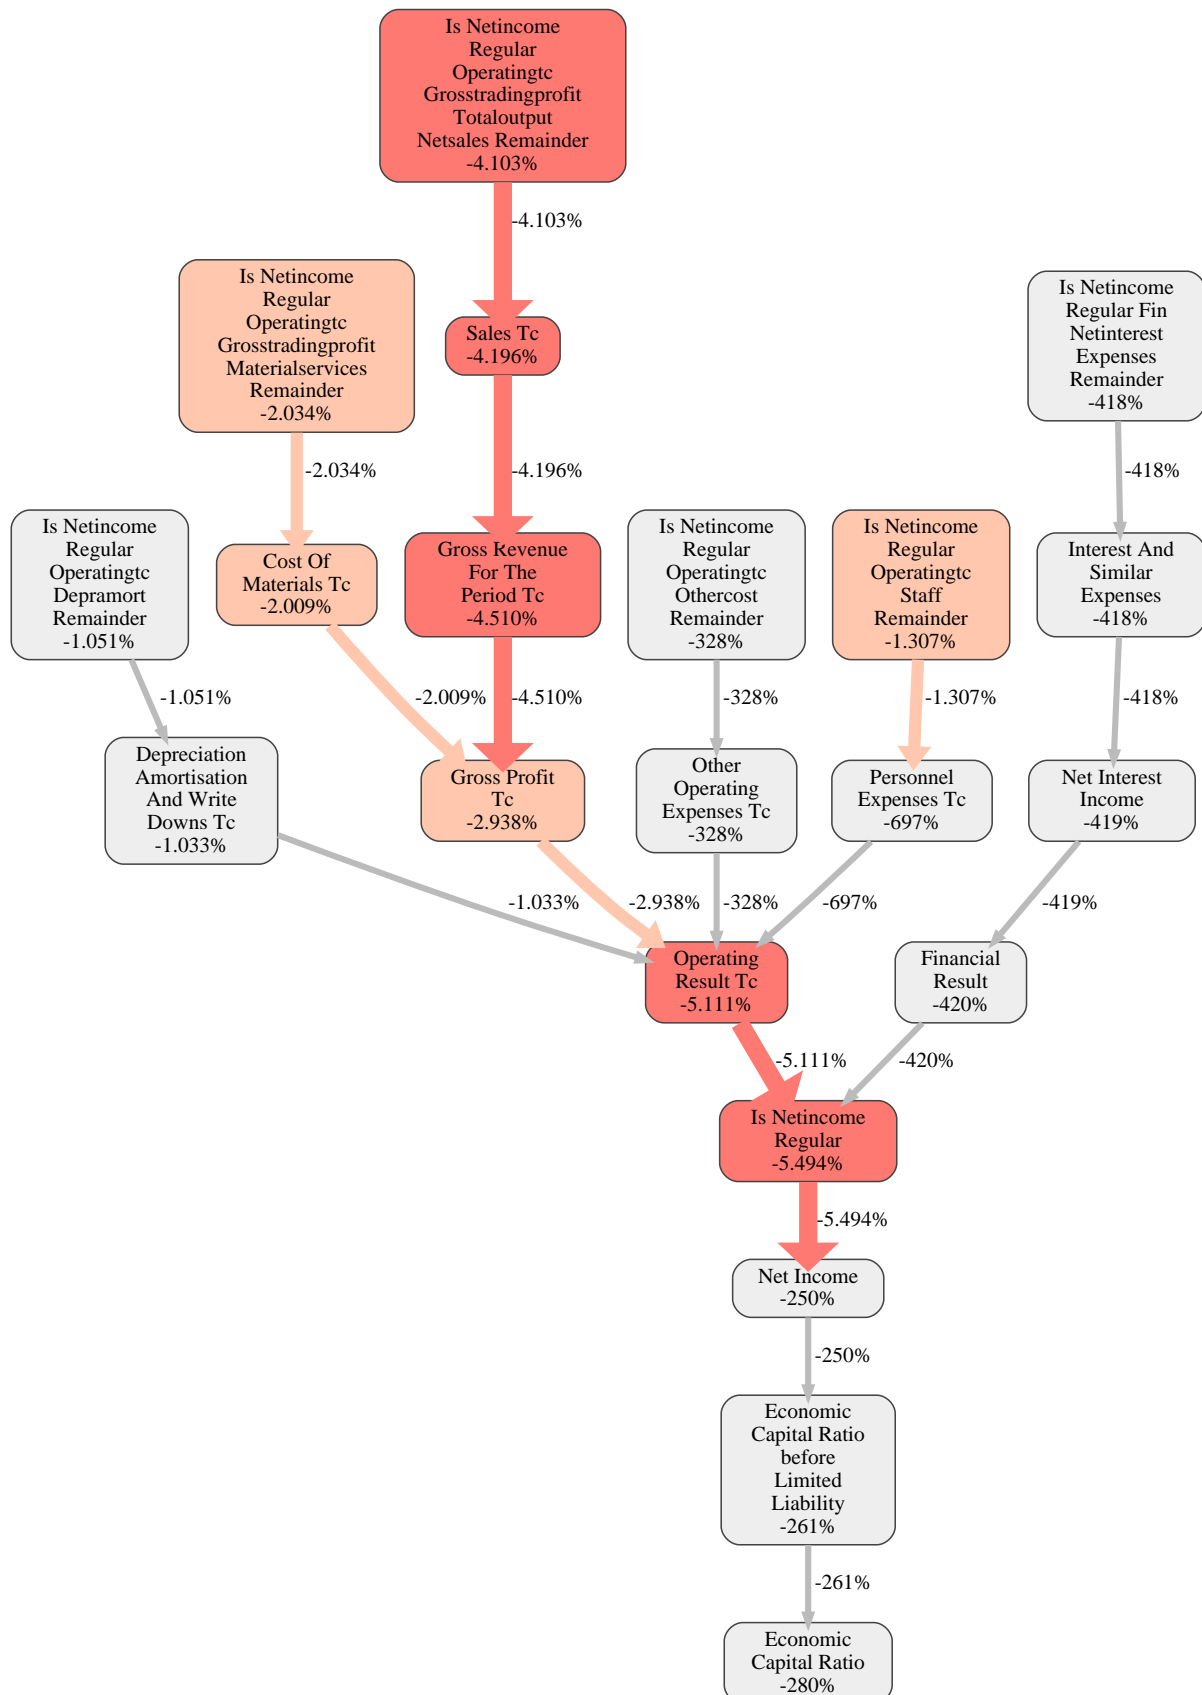 Is Netincome
Regular
Operatingtc
Grosstradingprofit
Totaloutput
Netsales Remainder
-4.103%
-4.103%
Is Netincome
Regular
Operatingtc
Grosstradingprofit
Materialservices
Remainder
-2.034%
Sales Tc
-4.196%
Is Netincome
Regular Fin
Netinterest
Expenses
Remainder
-418%
-2.034%
-4.196%
-418%
Is Netincome
Regular
Operatingtc
Depramort
Remainder
-1.051%
Cost Of
Materials Tc
-2.009%
Gross Revenue
For The
Period Tc
-4.510%
Is Netincome
Regular
Operatingtc
Othercost
Remainder
-328%
Is Netincome
Regular
Operatingtc
Staff
Remainder
-1.307%
Interest And
Similar
Expenses
-418%
-1.051%
-2.009%
-4.510%
-328%
-1.307%
-418%
Depreciation
Amortisation
And Write
Downs Tc
-1.033%
Gross Profit
Tc
-2.938%
Other
Operating
Expenses Tc
-328%
Personnel
Expenses Tc
-697%
Net Interest
Income
-419%
-1.033%
-2.938%
-328%
-697%
-419%
Operating
Result Tc
-5.111%
Financial
Result
-420%
-5.111%
-420%
Is Netincome
Regular
-5.494%
-5.494%
Net Income
-250%
-250%
Economic
Capital Ratio
before
Limited
Liability
-261%
-261%
Economic
Capital Ratio
-280%